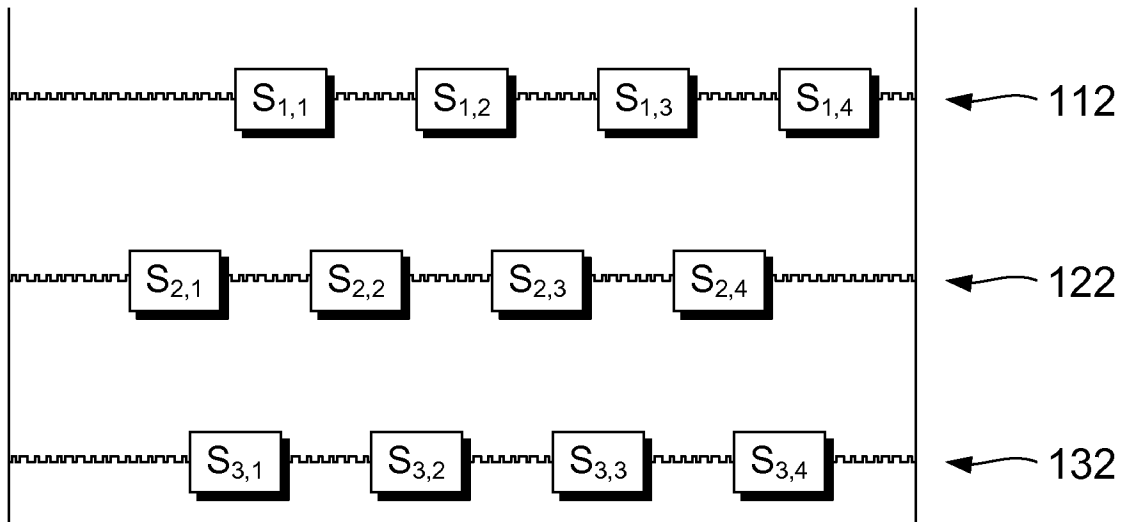 S1,1 S1,2 S1,3 S1,4 112
S2,1 S2,2 S2,3 S2,4 122
S3,1 S3,2 S3,3 S3,4 132